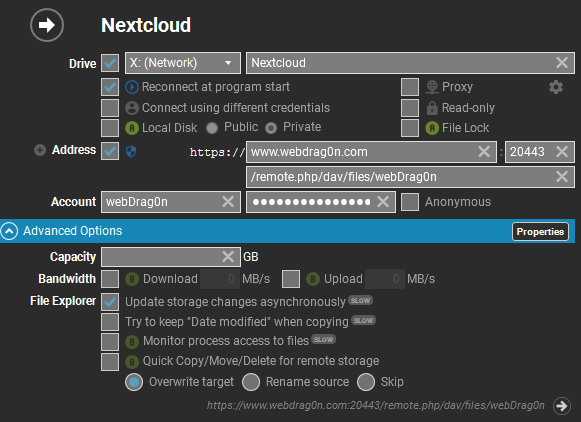 Nextcloud
Drive X: (Network) Nextcloud
Reconnect at program start Proxy
Connect using different credentials Read-only
R Local Disk Public Private R File Lock
Address https:// www.webdrag0n.com : 20443
/remote.php/dav/files/webDrag0n
Account webDrag0n ●●●●●●●●●●●●●●● Anonymous
Advanced Options Properties
Capacity GB
Bandwidth B Download 0 MB/s B Upload 0 MB/s
File Explorer Update storage changes asynchronously SLOW
Try to keep "Date modified" when copying SLOW
B Monitor process access to files SLOW
B Quick Copy/Move/Delete for remote storage
Overwrite target Rename source Skip
https://www.webdrag0n.com:20443/remote.php/dav/files/webDrag0n